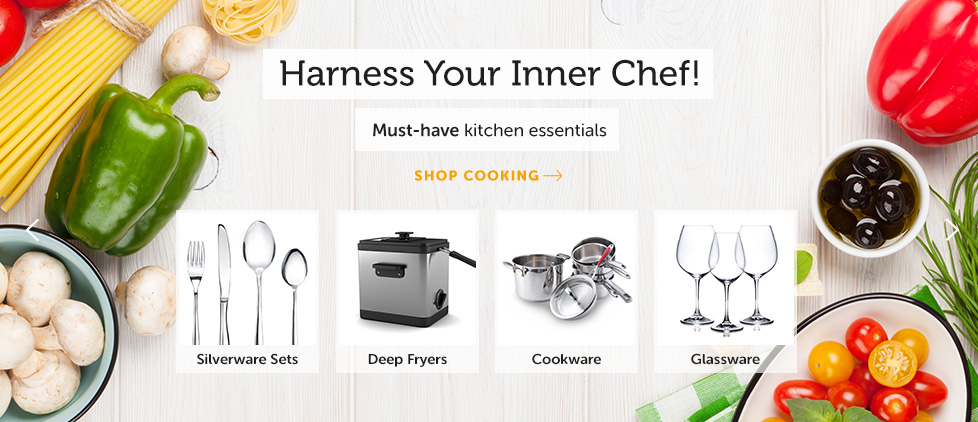 Harness Your Inner Chef!
Must-have kitchen essentials
SHOP COOKING
Silverware Sets
Deep Fryers
Cookware
Glassware